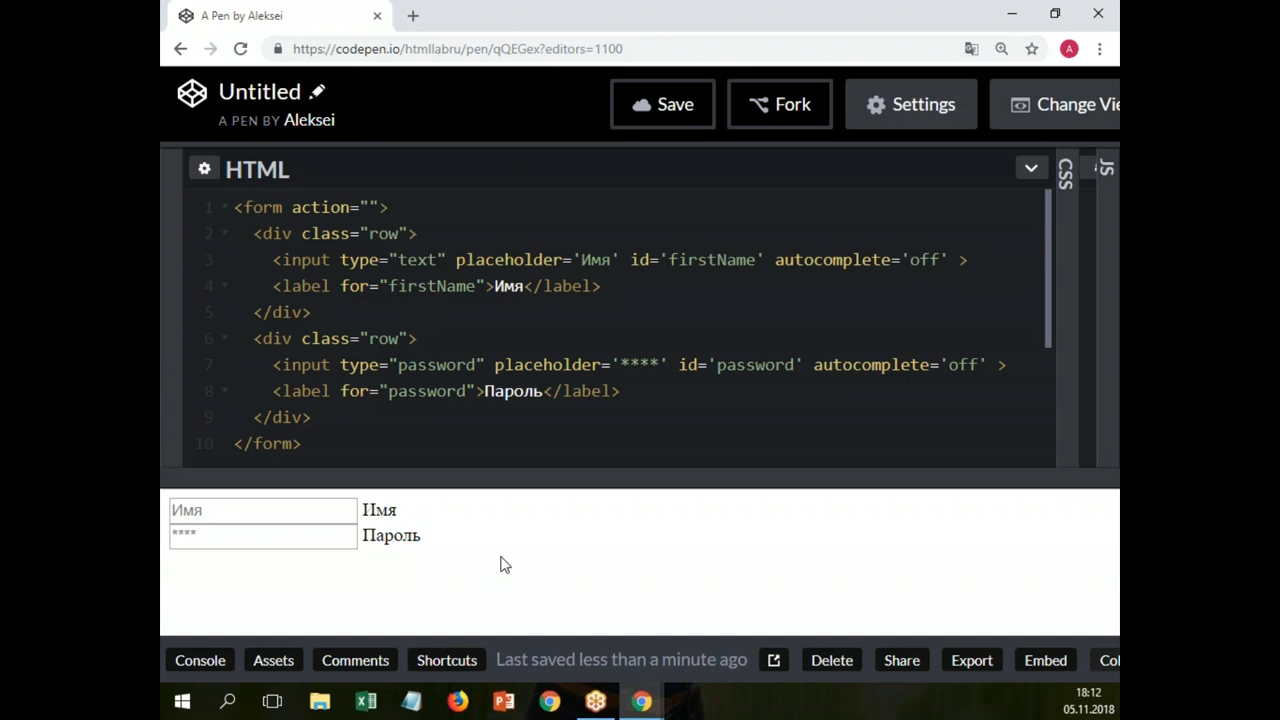 A Pen by Aleksei
https://codepen.io/htmllabru/pen/qQEGex?editors=1100
A
Untitled
A PEN BY Aleksei
Save
Fork
Settings
Change Vie
HTML
CSS
JS
1 <form action="">
2 <div class="row">
3 <input type="text" placeholder='Имя' id='firstName' autocomplete='off' >
4 <label for="firstName">Имя</label>
5 </div>
6 <div class="row">
7 <input type="password" placeholder='****' id='password' autocomplete='off' >
8 <label for="password">Пароль</label>
9 </div>
10 </form>
Имя Имя
**** Пароль
Console
Assets
Comments
Shortcuts
Last saved less than a minute ago
Delete
Share
Export
Embed
Col
18:12
05.11.2018